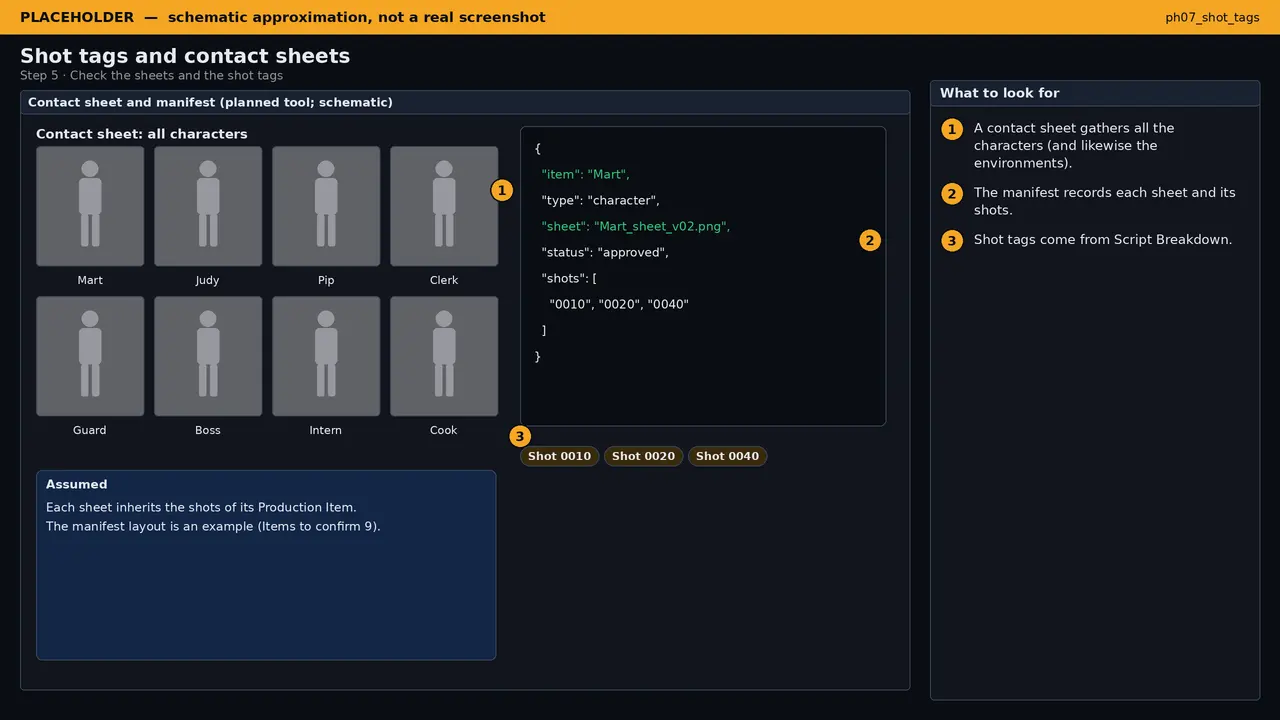 PLACEHOLDER — schematic approximation, not a real screenshot
ph07_shot_tags
Shot tags and contact sheets
Step 5 · Check the sheets and the shot tags
Contact sheet and manifest (planned tool; schematic)
Contact sheet: all characters
Mart
Judy
Pip
Clerk
Guard
Boss
Intern
Cook
1
{
"item": "Mart",
"type": "character",
"sheet": "Mart_sheet_v02.png",
"status": "approved",
"shots": [
"0010", "0020", "0040"
]
}
2
3
Shot 0010
Shot 0020
Shot 0040
Assumed
Each sheet inherits the shots of its Production Item.
The manifest layout is an example (Items to confirm 9).
What to look for
1
A contact sheet gathers all the
characters (and likewise the
environments).
2
The manifest records each sheet and its
shots.
3
Shot tags come from Script Breakdown.